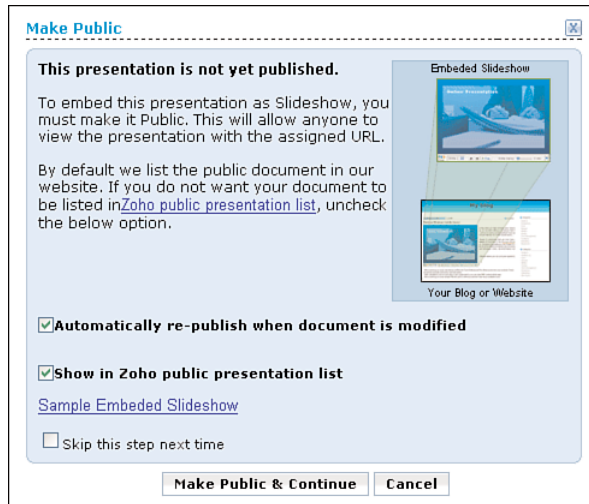 Make Public
X
This presentation is not yet published.
To embed this presentation as Slideshow, you
must make it Public. This will allow anyone to
view the presentation with the assigned URL.
By default we list the public document in our
website. If you do not want your document to
be listed inZoho public presentation list, uncheck
the below option.
Embeded Slideshow
Online Presentation
My Blog
Your Blog or Website
Automatically re-publish when document is modified
Show in Zoho public presentation list
Sample Embeded Slideshow
Skip this step next time
Make Public & Continue
Cancel